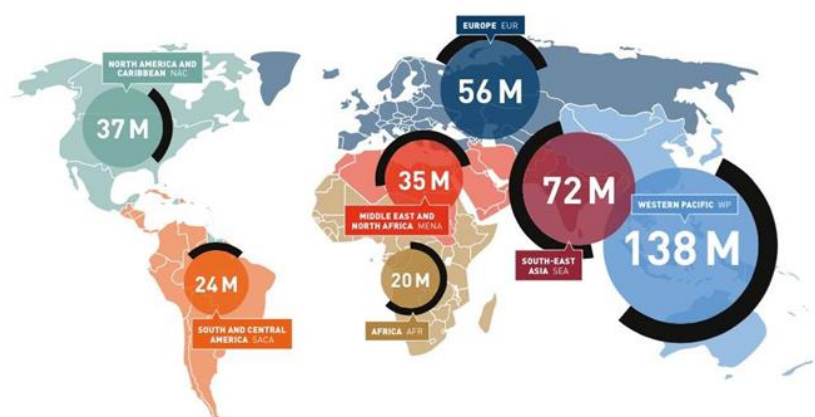 NORTH AMERICA AND
CARIBBEAN NAC
37 M
EUROPE EUR
56 M
35 M
MIDDLE EAST AND
NORTH AFRICA MENA
72 M
SOUTH-EAST
ASIA SEA
WESTERN PACIFIC WP
138 M
24 M
SOUTH AND CENTRAL
AMERICA SACA
20 M
AFRICA AFR